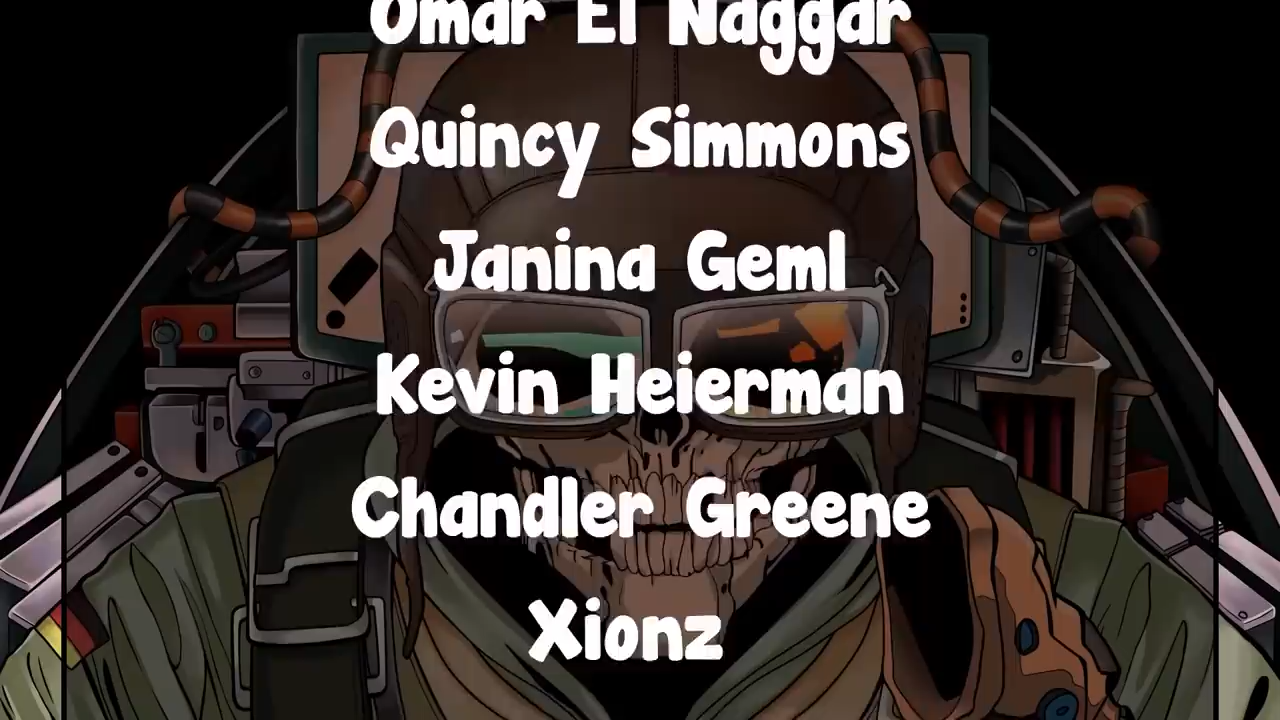 Omar El Naggar
Quincy Simmons
Janina Geml
Kevin Heierman
Chandler Greene
Xionz